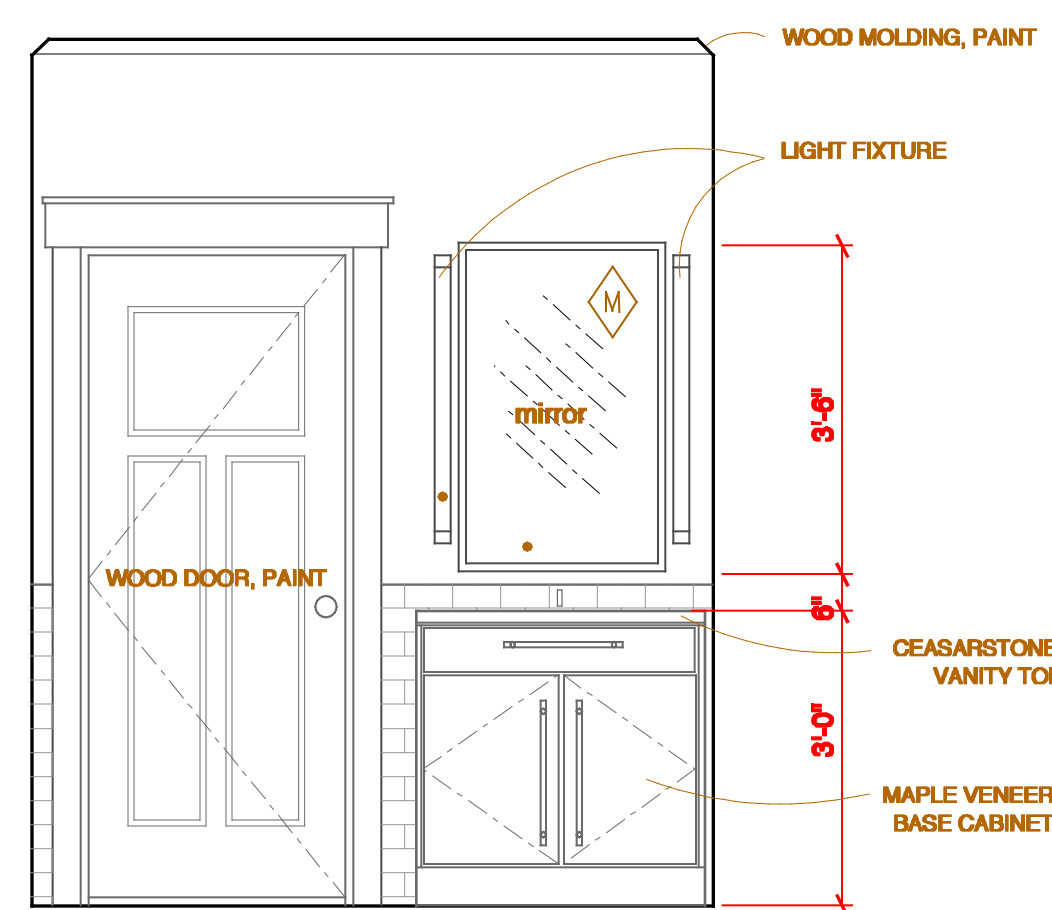 WOOD MOLDING, PAINT
LIGHT FIXTURE
M
mirror
3'-6"
WOOD DOOR, PAINT
6"
CEASARSTONE
VANITY TO
3'-0"
MAPLE VENEER
BASE CABINET